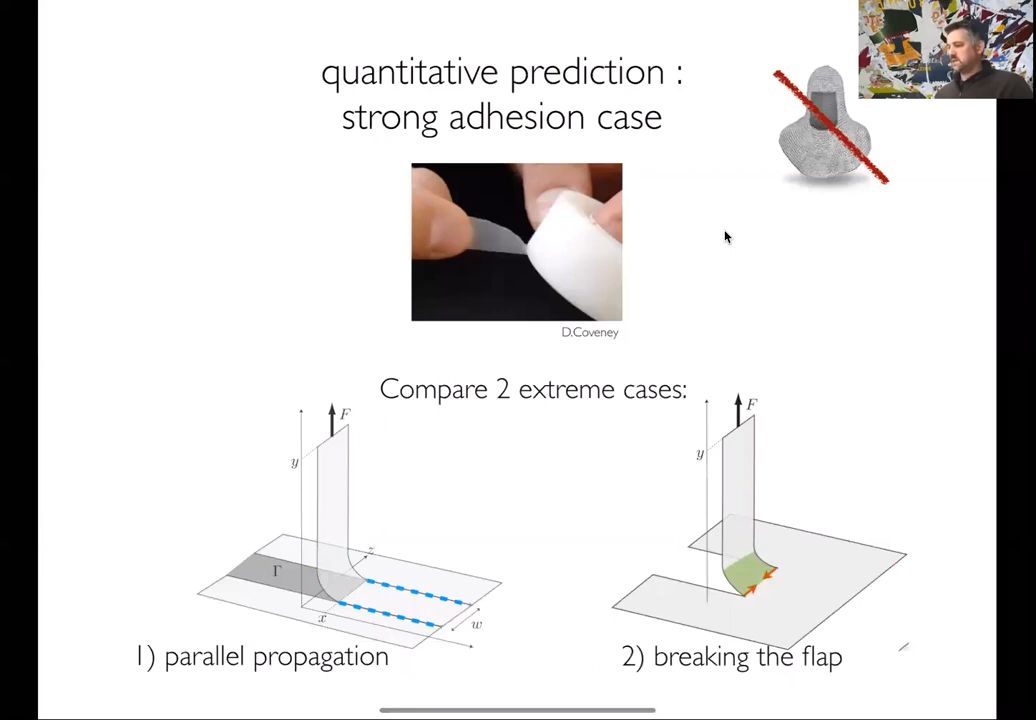 quantitative prediction :
strong adhesion case
D.Coveney
Compare 2 extreme cases:
F
y
Γ
z
x
w
1) parallel propagation
F
y
2) breaking the flap